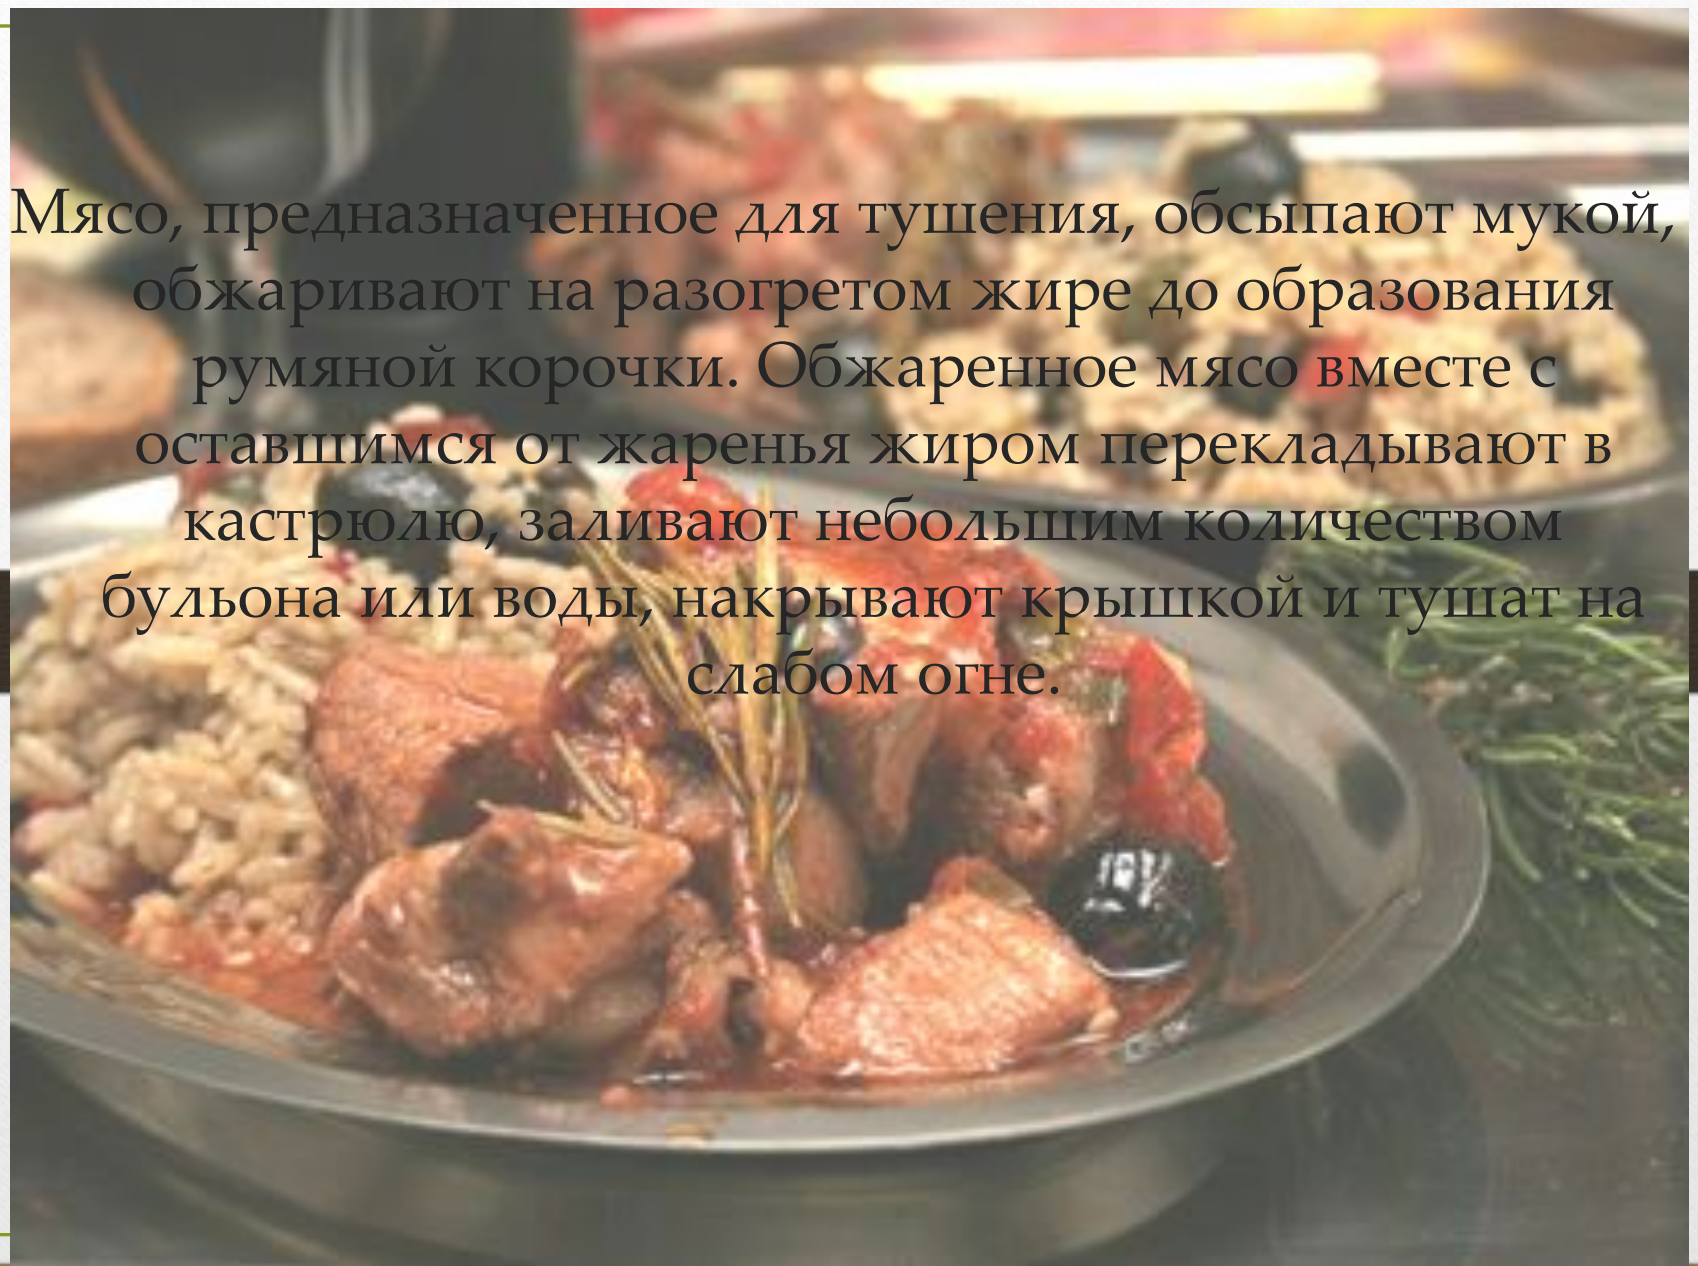 Мясо, предназначенное для тушения, обсыпают мукой,
обжаривают на разогретом жире до образования
румяной корочки. Обжаренное мясо вместе с
оставшимся от жаренья жиром перекладывают в
кастрюлю, заливают небольшим количеством
бульона или воды, накрывают крышкой и тушат на
слабом огне.